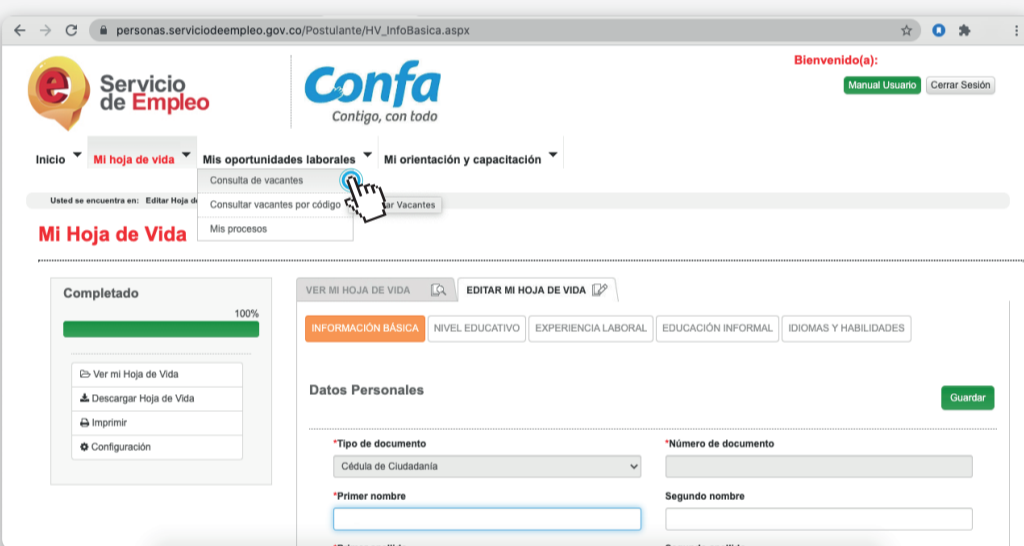 personas.serviciodeempleo.gov.co/Postulante/HV_InfoBasica.aspx
Bienvenido(a):
Manual Usuario Cerrar Sesión
e Servicio
de Empleo
Confa
Contigo, con todo
Inicio Mi hoja de vida Mis oportunidades laborales Mi orientación y capacitación
Consulta de vacantes
Usted se encuentra en: Editar Hoja Consultar vacantes por código Vacantes
Mis procesos
Mi Hoja de Vida
Completado
100%
Ver mi Hoja de Vida
Descargar Hoja de Vida
Imprimir
Configuración
VER MI HOJA DE VIDA EDITAR MI HOJA DE VIDA
INFORMACIÓN BÁSICA NIVEL EDUCATIVO EXPERIENCIA LABORAL EDUCACIÓN INFORMAL IDIOMAS Y HABILIDADES
Datos Personales
Guardar
*Tipo de documento *Número de documento
Cédula de Ciudadanía
*Primer nombre Segundo nombre